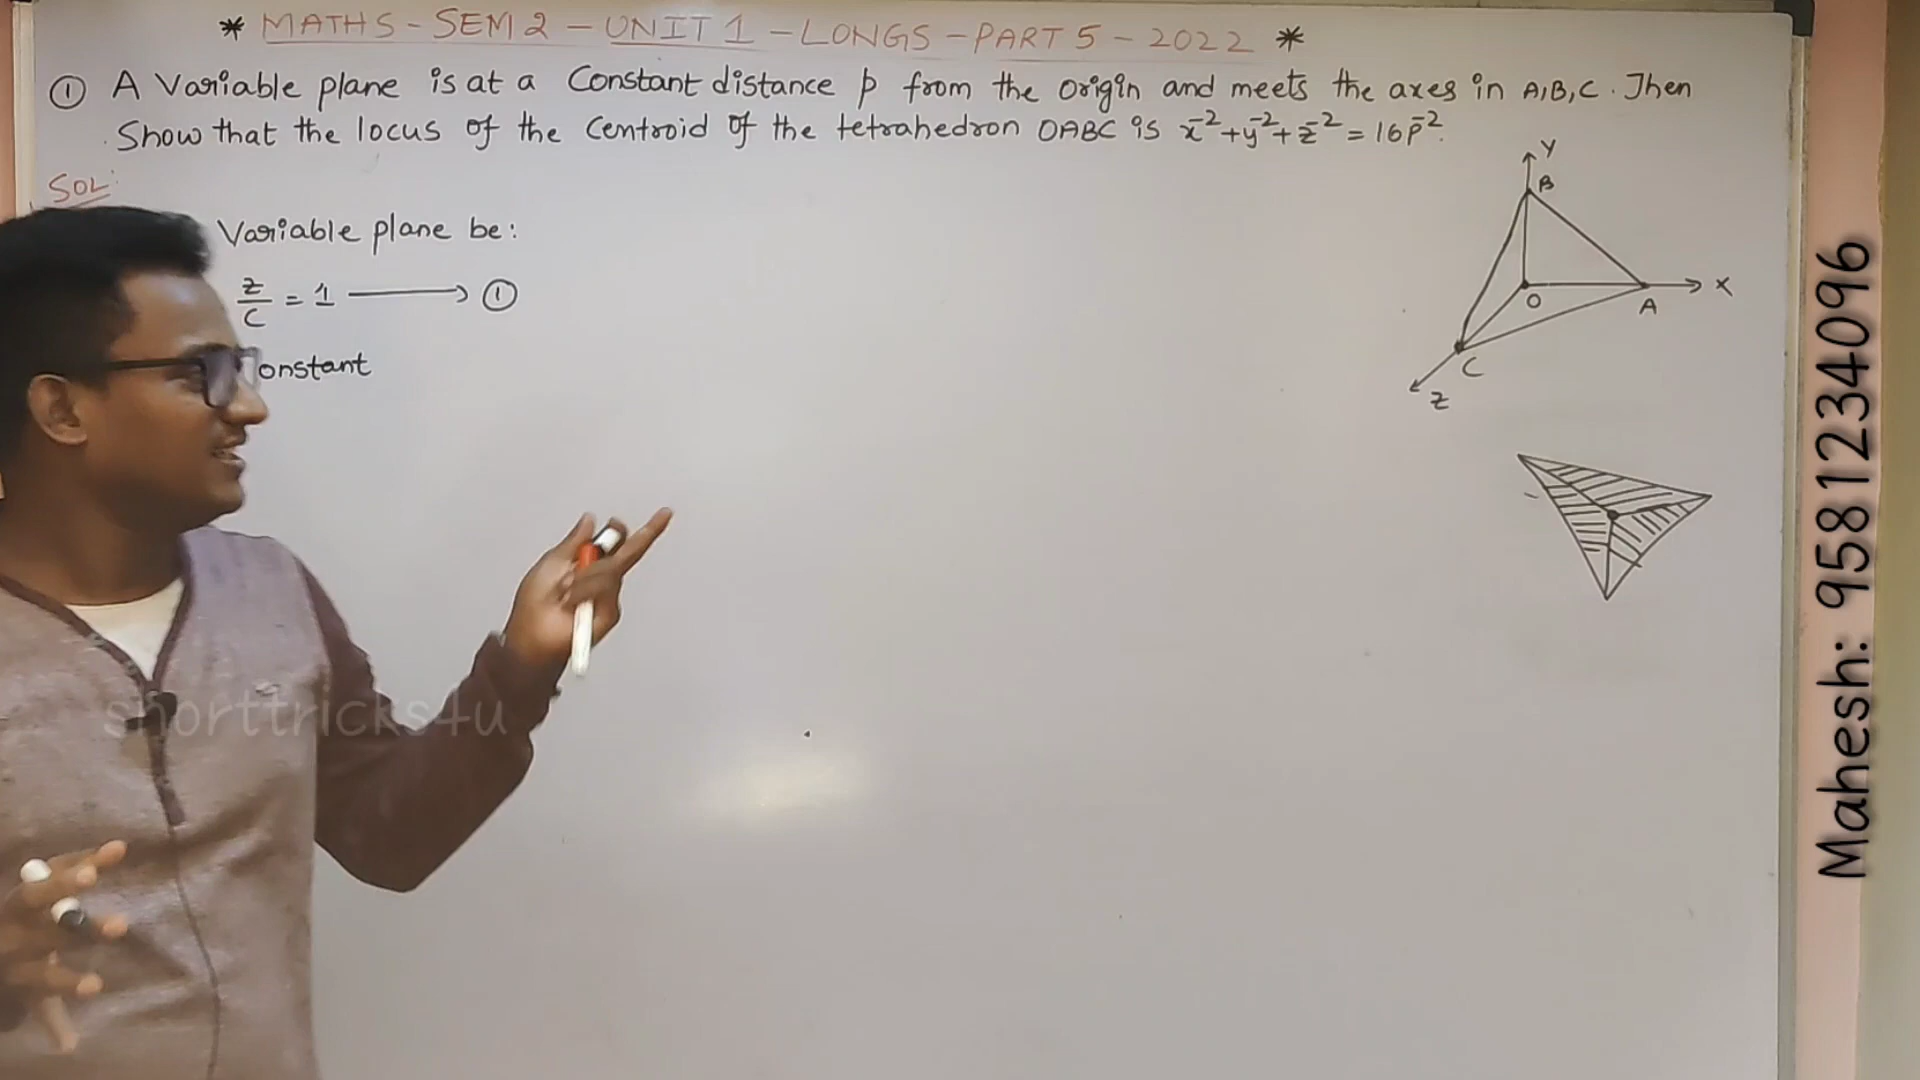 * MATHS - SEM 2 - UNIT 1 - LONGS - PART 5 - 2022 *
① A Variable plane is at a Constant distance p from the origin and meets the axes in A,B,C. Then
Show that the locus of the Centroid of the tetrahedron OABC is x⁻²+y⁻²+z⁻² = 16p⁻².
SOL:
Variable plane be:
z/c = 1 ⟶ ①
onstant
Y
B
O
A
X
C
Z
shorttricks4u
Mahesh: 9581234096